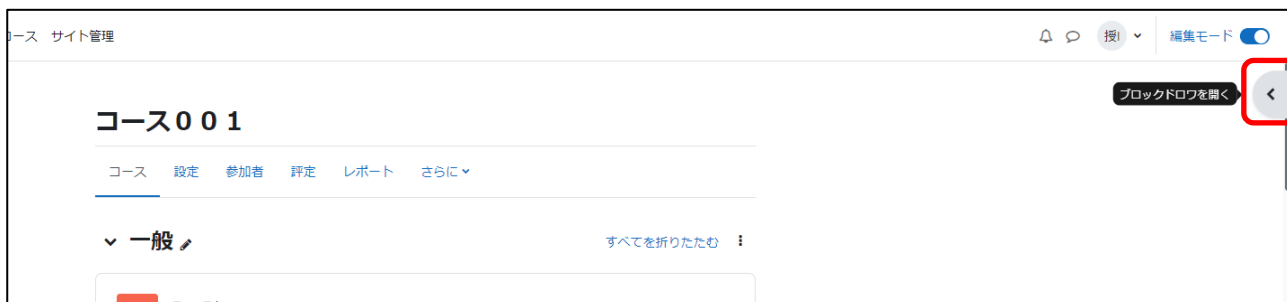 ース サイト管理
授 編集モード
ブロックドロワを開く
コース００１
コース 設定 参加者 評定 レポート さらに
一般
すべてを折りたたむ